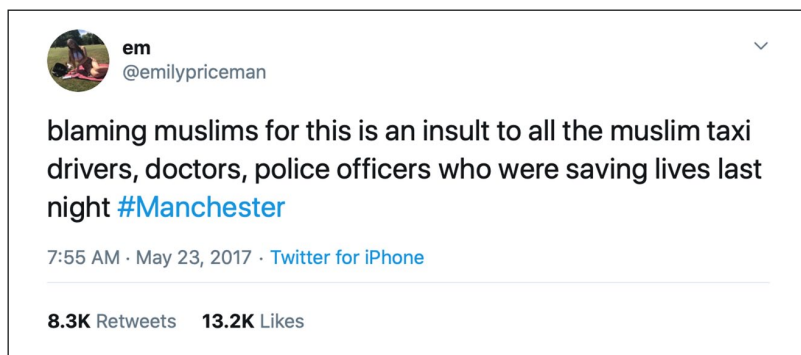 em
@emilypriceman
blaming muslims for this is an insult to all the muslim taxi
drivers, doctors, police officers who were saving lives last
night #Manchester
7:55 AM · May 23, 2017 · Twitter for iPhone
8.3K Retweets 13.2K Likes